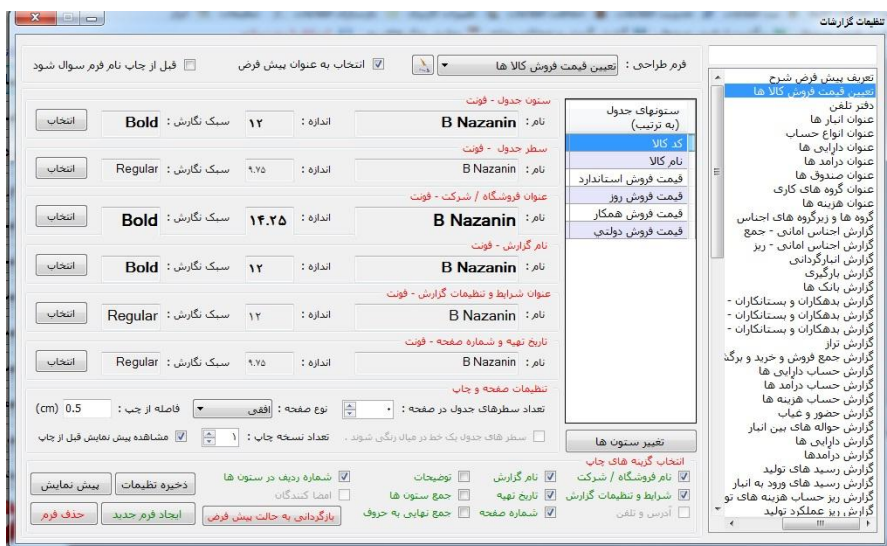 تنظیمات گزارشات
فرم طراحی : تعیین قیمت فروش کالا ها
انتخاب به عنوان پیش فرض
قبل از چاپ نام فرم سوال شود
تعریف پیش فرض شرح
تعیین قیمت فروش کالا ها
دفتر تلفن
عنوان انبار ها
عنوان انواع حساب
عنوان دارایی ها
عنوان درآمد ها
عنوان صندوق ها
عنوان گروه های کاری
عنوان هزینه ها
گروه ها و زیرگروه های اجناس
گزارش اجناس امانی - جمع
گزارش اجناس امانی - ریز
گزارش انبارگردانی
گزارش بارگیری
گزارش بانک ها
گزارش بدهکاران و بستانکاران -
گزارش بدهکاران و بستانکاران -
گزارش بدهکاران و بستانکاران -
گزارش تراز
گزارش جمع فروش و خرید و برگش
گزارش حساب دارایی ها
گزارش حساب درآمد ها
گزارش حساب هزینه ها
گزارش حضور و غیاب
گزارش حواله های بین انبار
گزارش دارایی ها
گزارش درآمدها
گزارش رسید های تولید
گزارش رسید های ورود به انبار
گزارش ریز حساب هزینه های تو
گزارش ریز عملکرد تولید
ستونهای جدول
(به ترتیب)
کد کالا
نام کالا
قیمت فروش استاندارد
قیمت فروش روز
قیمت فروش همکار
قیمت فروش دولتی
تغییر ستون ها
ستون جدول - فونت
نام : B Nazanin اندازه : ۱۲ سبک نگارش : Bold انتخاب
سطر جدول - فونت
نام : B Nazanin اندازه : ۹.۷۵ سبک نگارش : Regular انتخاب
عنوان فروشگاه / شرکت - فونت
نام : B Nazanin اندازه : ۱۴.۲۵ سبک نگارش : Bold انتخاب
نام گزارش - فونت
نام : B Nazanin اندازه : ۱۲ سبک نگارش : Bold انتخاب
عنوان شرایط و تنظیمات گزارش - فونت
نام : B Nazanin اندازه : ۱۲ سبک نگارش : Regular انتخاب
تاریخ تهیه و شماره صفحه - فونت
نام : B Nazanin اندازه : ۹.۷۵ سبک نگارش : Regular انتخاب
تنظیمات صفحه و چاپ
تعداد سطرهای جدول در صفحه : ۰ نوع صفحه : افقی فاصله از چپ : 0.5 (cm)
سطر های جدول یک خط در میان رنگی شوند . تعداد نسخه چاپ : ۱ مشاهده پیش نمایش قبل از چاپ
انتخاب گزینه های چاپ
نام فروشگاه / شرکت نام گزارش توضیحات شماره ردیف در ستون ها
شرایط و تنظیمات گزارش تاریخ تهیه جمع ستون ها امضا کنندگان
آدرس و تلفن شماره صفحه جمع نهایی به حروف
بازگردانی به حالت پیش فرض
ذخیره تظیمات پیش نمایش
ایجاد فرم جدید حذف فرم